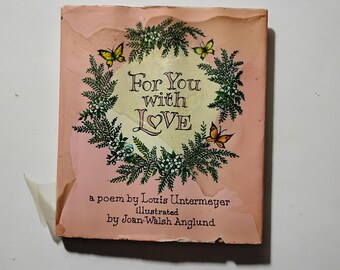 For You
with
LOVE
a poem by Louis Untermeyer
illustrated
by Joan Walsh Anglund